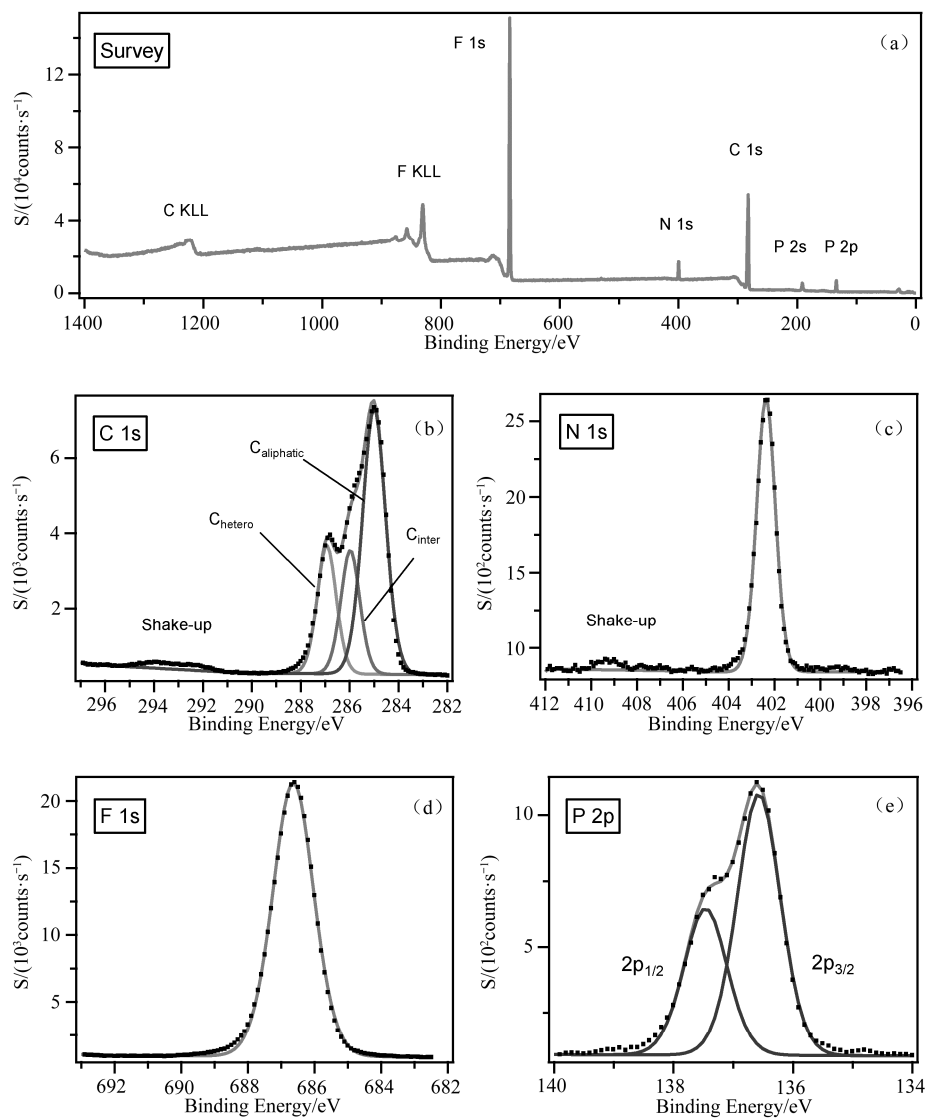 Survey
F 1s
（a）
12
C 1s
8
F KLL
C KLL
N 1s
4
P 2s
P 2p
0
S/(10⁴counts·s⁻¹)
1400
1200
1000
800
600
400
200
0
Binding Energy/eV
C 1s
（b）
C_aliphatic
6
C_hetero
C_inter
4
2
Shake-up
S/(10³counts·s⁻¹)
296
294
292
290
288
286
284
282
Binding Energy/eV
N 1s
（c）
25
20
15
10
Shake-up
S/(10²counts·s⁻¹)
412
410
408
406
404
402
400
398
396
Binding Energy/eV
F 1s
（d）
20
15
10
5
S/(10³counts·s⁻¹)
692
690
688
686
684
682
Binding Energy/eV
P 2p
（e）
10
5
2p₁/₂
2p₃/₂
S/(10²counts·s⁻¹)
140
138
136
134
Binding Energy/eV